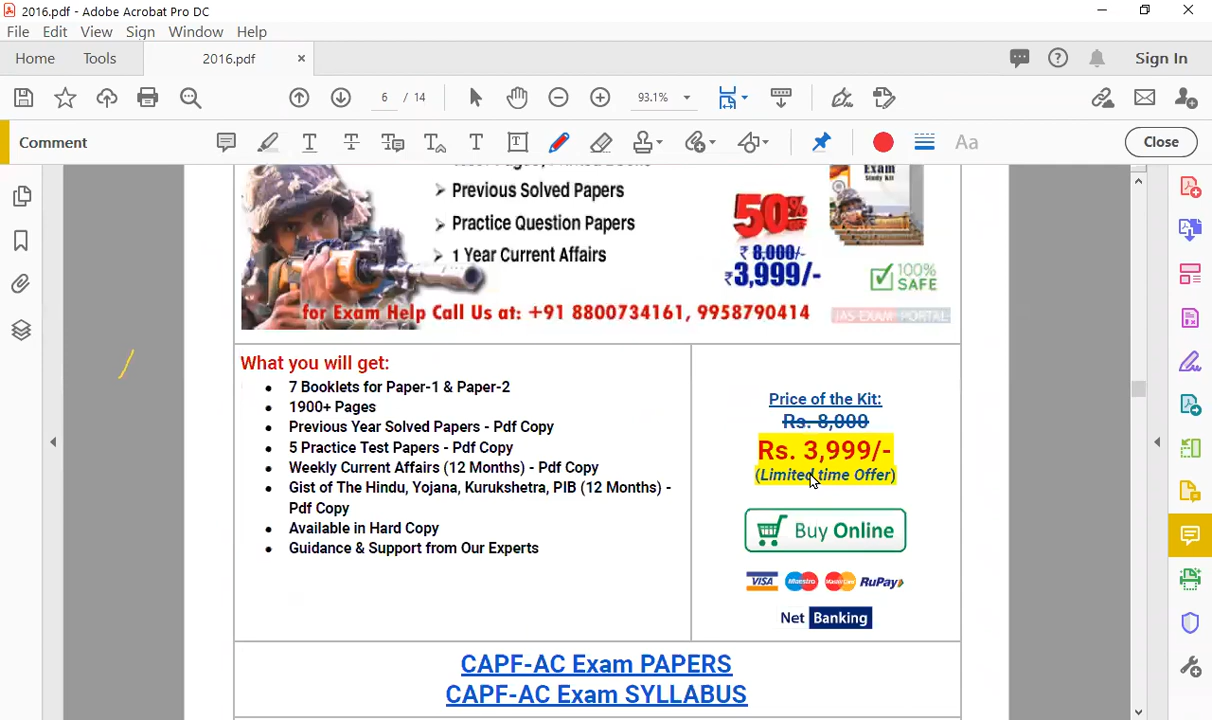 2016.pdf - Adobe Acrobat Pro DC
File Edit View Sign Window Help
Home Tools 2016.pdf × Sign In
6 / 14 93.1%
Comment Aa Close
Exam
➢ Previous Solved Papers
➢ Practice Question Papers
➢ 1 Year Current Affairs
50%
₹ 8,000/-
₹3,999/-
100%
SAFE
for Exam Help Call Us at: +91 8800734161, 9958790414
IAS EXAM PORTAL
What you will get:
• 7 Booklets for Paper-1 & Paper-2
• 1900+ Pages
• Previous Year Solved Papers - Pdf Copy
• 5 Practice Test Papers - Pdf Copy
• Weekly Current Affairs (12 Months) - Pdf Copy
• Gist of The Hindu, Yojana, Kurukshetra, PIB (12 Months) -
Pdf Copy
• Available in Hard Copy
• Guidance & Support from Our Experts
Price of the Kit:
Rs. 8,000
Rs. 3,999/-
(Limited time Offer)
Buy Online
VISA Maestro MasterCard RuPay
Net Banking
CAPF-AC Exam PAPERS
CAPF-AC Exam SYLLABUS